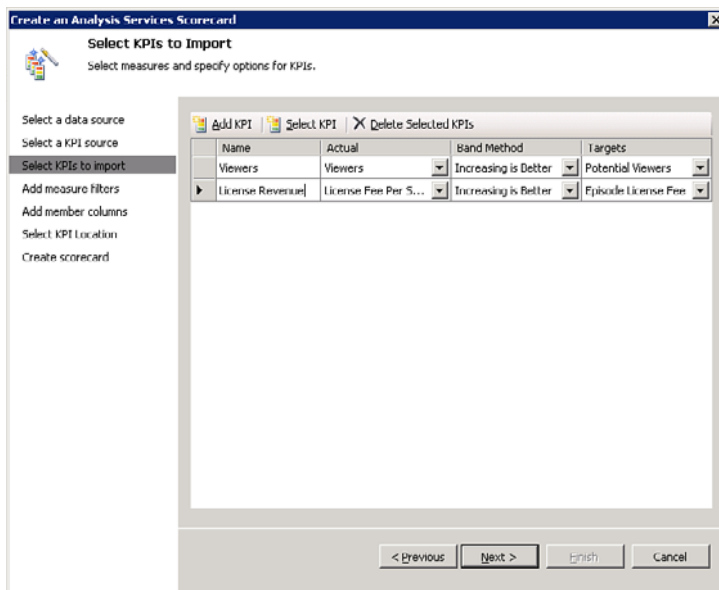 Create an Analysis Services Scorecard
Select KPIs to Import
Select measures and specify options for KPIs.
Select a data source
Select a KPI source
Select KPIs to import
Add measure filters
Add member columns
Select KPI Location
Create scorecard
Add KPI Select KPI Delete Selected KPIs
Name Actual Band Method Targets
Viewers Viewers Increasing is Better Potential Viewers
License Revenue License Fee Per S... Increasing is Better Episode License Fee
< Previous Next > Finish Cancel